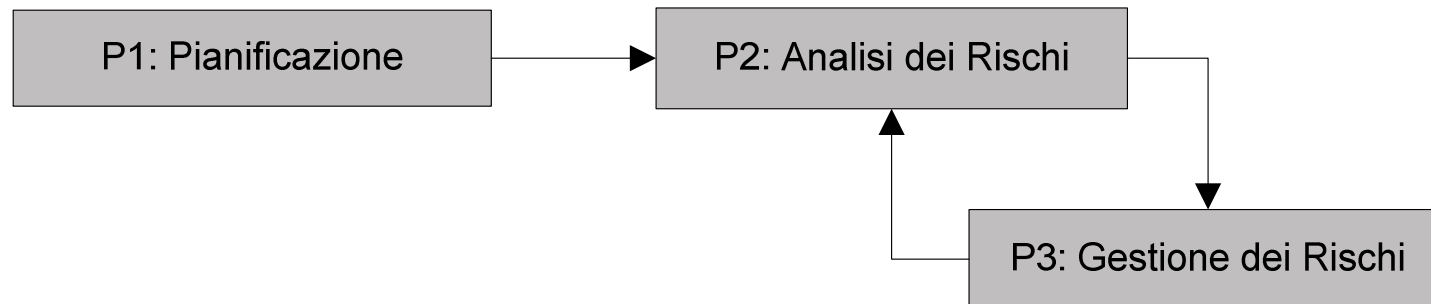 P1: Pianificazione
P2: Analisi dei Rischi
P3: Gestione dei Rischi